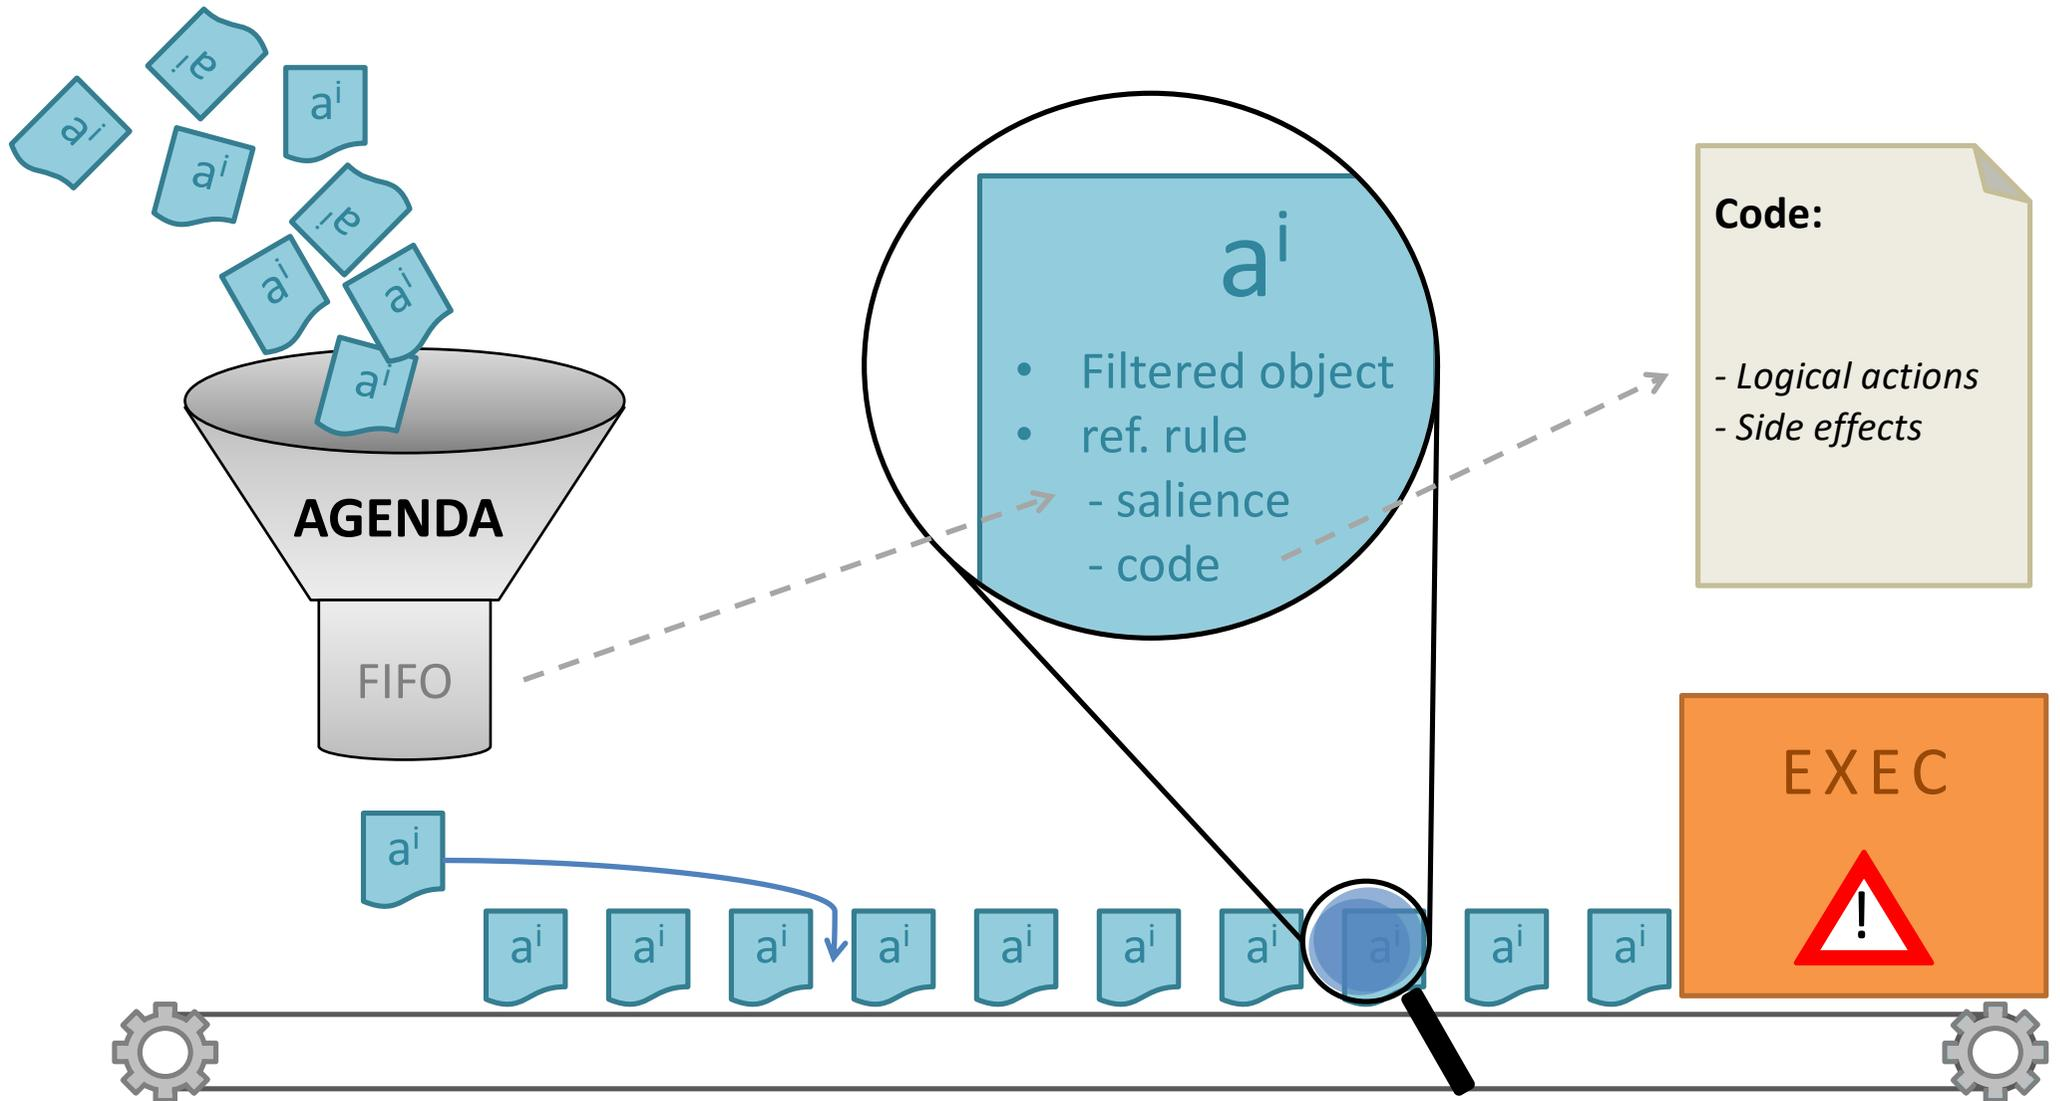 aⁱ
aⁱ
aⁱ
aⁱ
aⁱ
aⁱ
aⁱ
aⁱ
AGENDA
FIFO
aⁱ
• Filtered object
• ref. rule
- salience
- code
Code:
- Logical actions
- Side effects
EXEC
!
aⁱ
aⁱ aⁱ aⁱ aⁱ aⁱ aⁱ aⁱ aⁱ aⁱ aⁱ